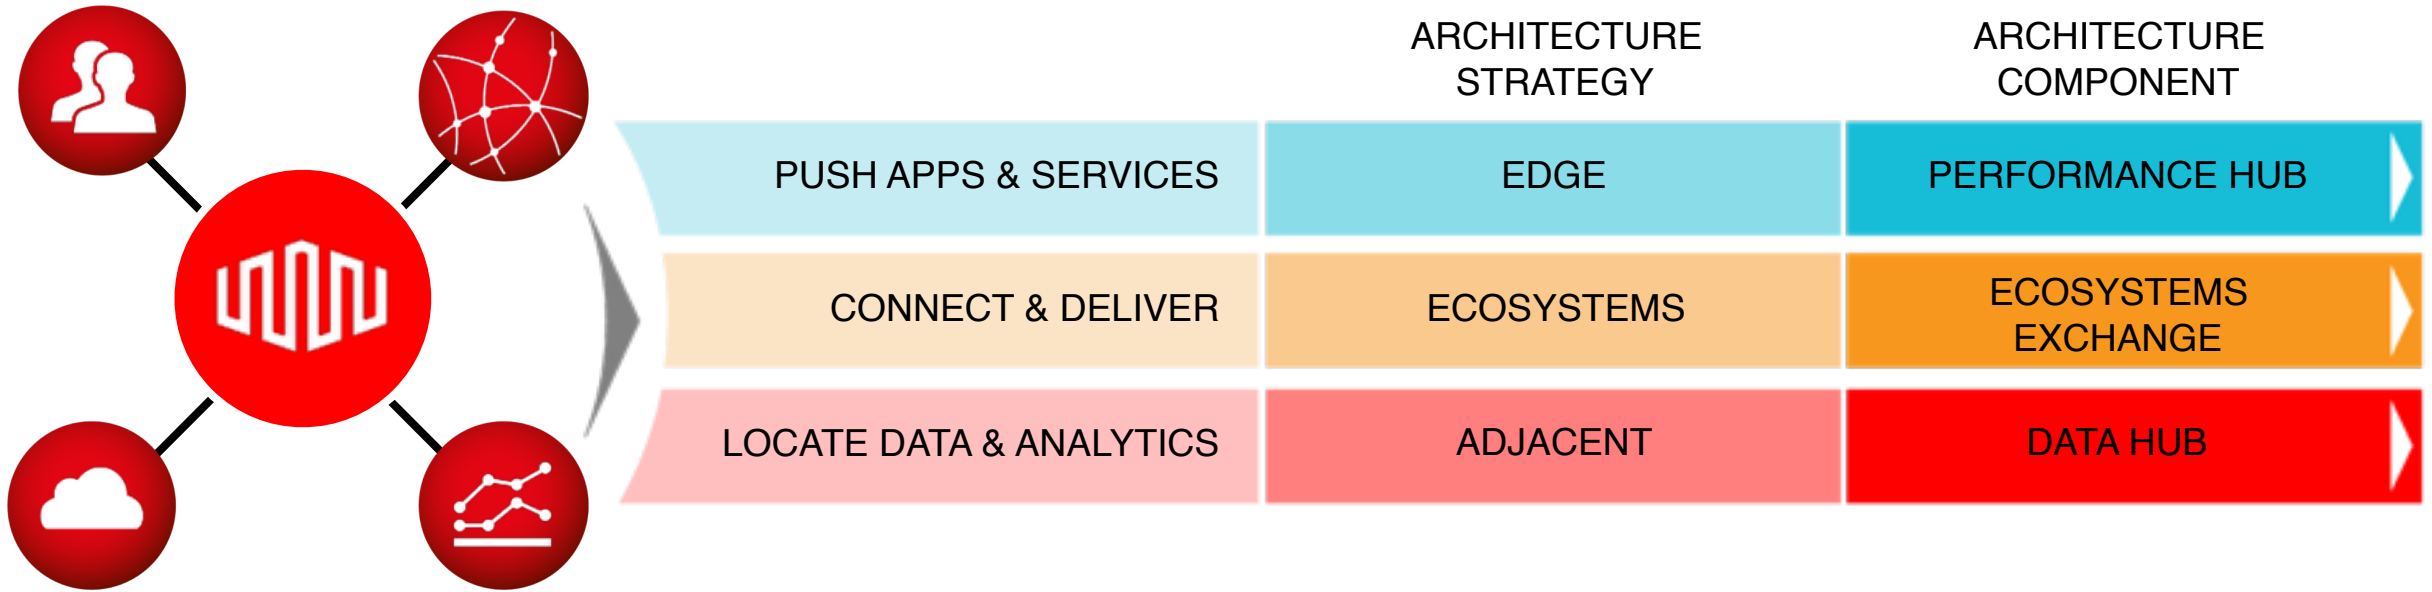 ARCHITECTURE
STRATEGY
ARCHITECTURE
COMPONENT
PUSH APPS & SERVICES
EDGE
PERFORMANCE HUB
CONNECT & DELIVER
ECOSYSTEMS
ECOSYSTEMS
EXCHANGE
LOCATE DATA & ANALYTICS
ADJACENT
DATA HUB